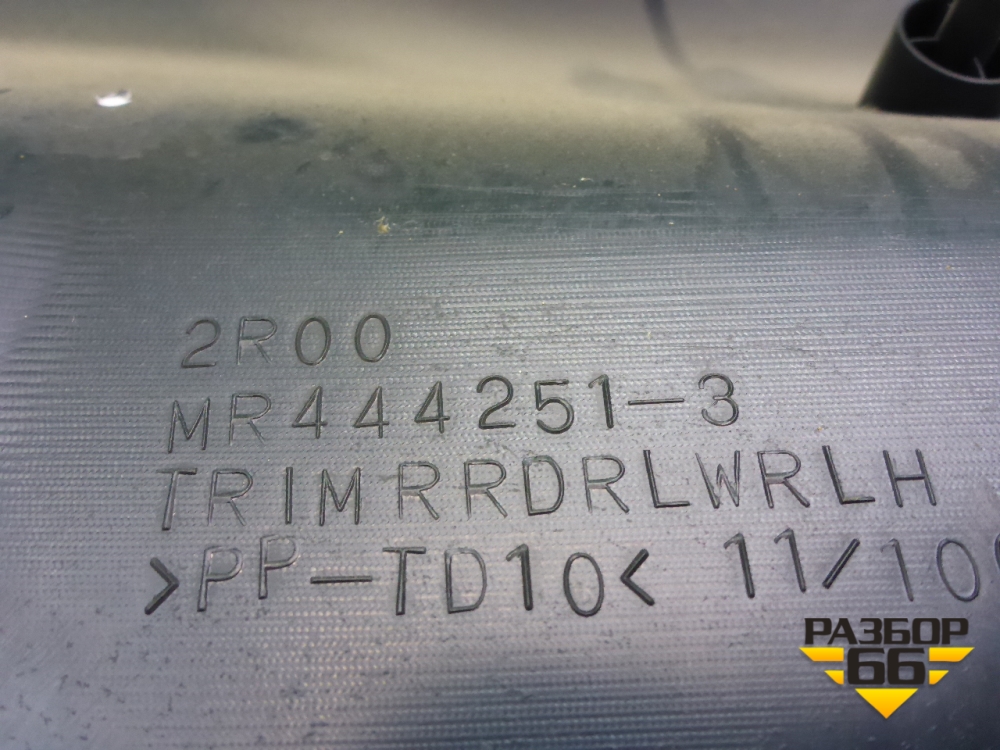 2R00
MR444251-3
TRIMRRDRLWRLH
>PP-TD10< 11/10
РАЗБОР
66